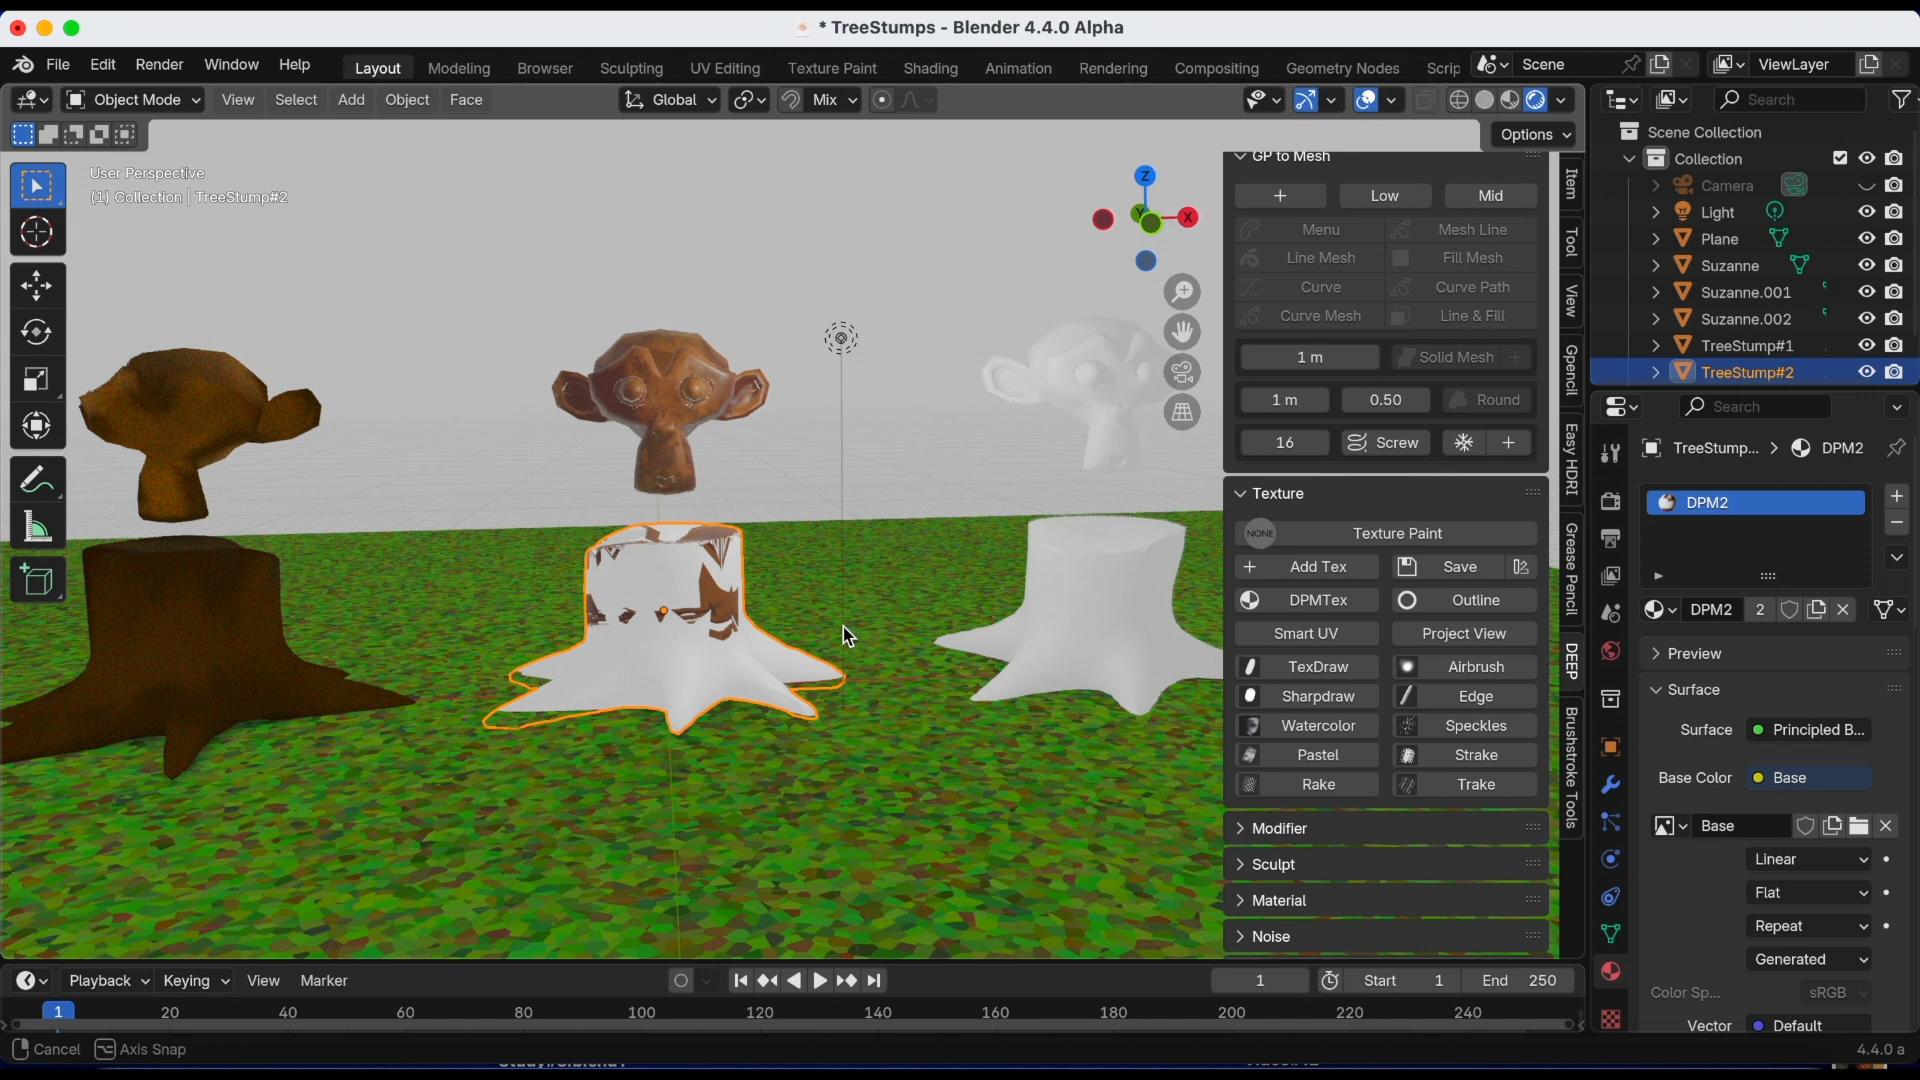 * TreeStumps - Blender 4.4.0 Alpha
File Edit Render Window Help Layout Modeling Browser Sculpting UV Editing Texture Paint Shading Animation Rendering Compositing Geometry Nodes Scrip Scene ViewLayer
Object Mode View Select Add Object Face Global Mix Search
Options
User Perspective
(1) Collection | TreeStump#2
Z
Y
X
GP to Mesh
+ Low Mid
Menu Mesh Line
Line Mesh Fill Mesh
Curve Curve Path
Curve Mesh Line & Fill
1 m Solid Mesh +
1 m 0.50 Round
16 Screw +
Texture
NONE Texture Paint
+ Add Tex Save
DPMTex Outline
Smart UV Project View
TexDraw Airbrush
Sharpdraw Edge
Watercolor Speckles
Pastel Strake
Rake Trake
Modifier
Sculpt
Material
Noise
Item
Tool
View
Gpencil
Easy HDRI
Grease Pencil
DEEP
Brushstroke Tools
Scene Collection
Collection
Camera
Light
Plane
Suzanne
Suzanne.001
Suzanne.002
TreeStump#1
TreeStump#2
Search
TreeStump... > DPM2
DPM2
DPM2 2
Preview
Surface
Surface Principled B...
Base Color Base
Base
Linear
Flat
Repeat
Generated
Color Sp... sRGB
Vector Default
Playback Keying View Marker 1 Start 1 End 250
1 20 40 60 80 100 120 140 160 180 200 220 240
Cancel Axis Snap 4.4.0 a